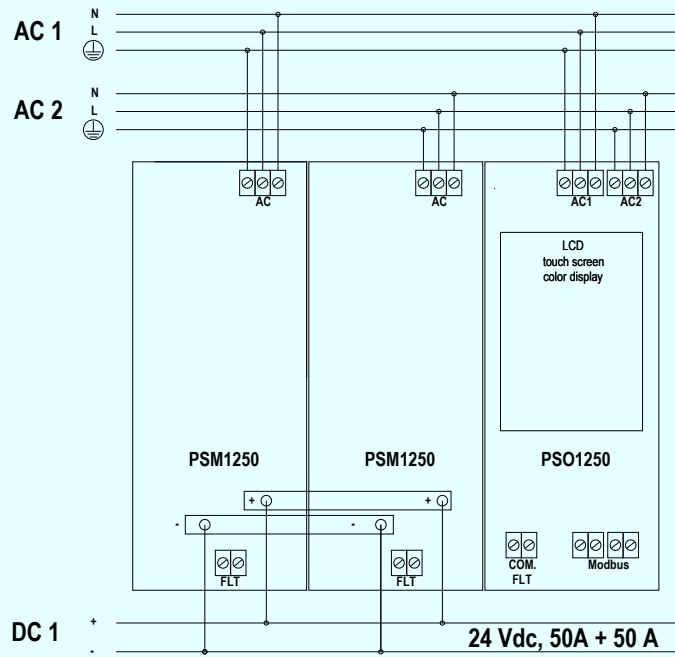 N
AC 1 L
N
AC 2 L
AC AC AC1 AC2
LCD
touch screen
color display
PSM1250 PSM1250 PSO1250
+ +
- -
FLT FLT COM. Modbus
FLT
+
DC 1
- 24 Vdc, 50A + 50 A